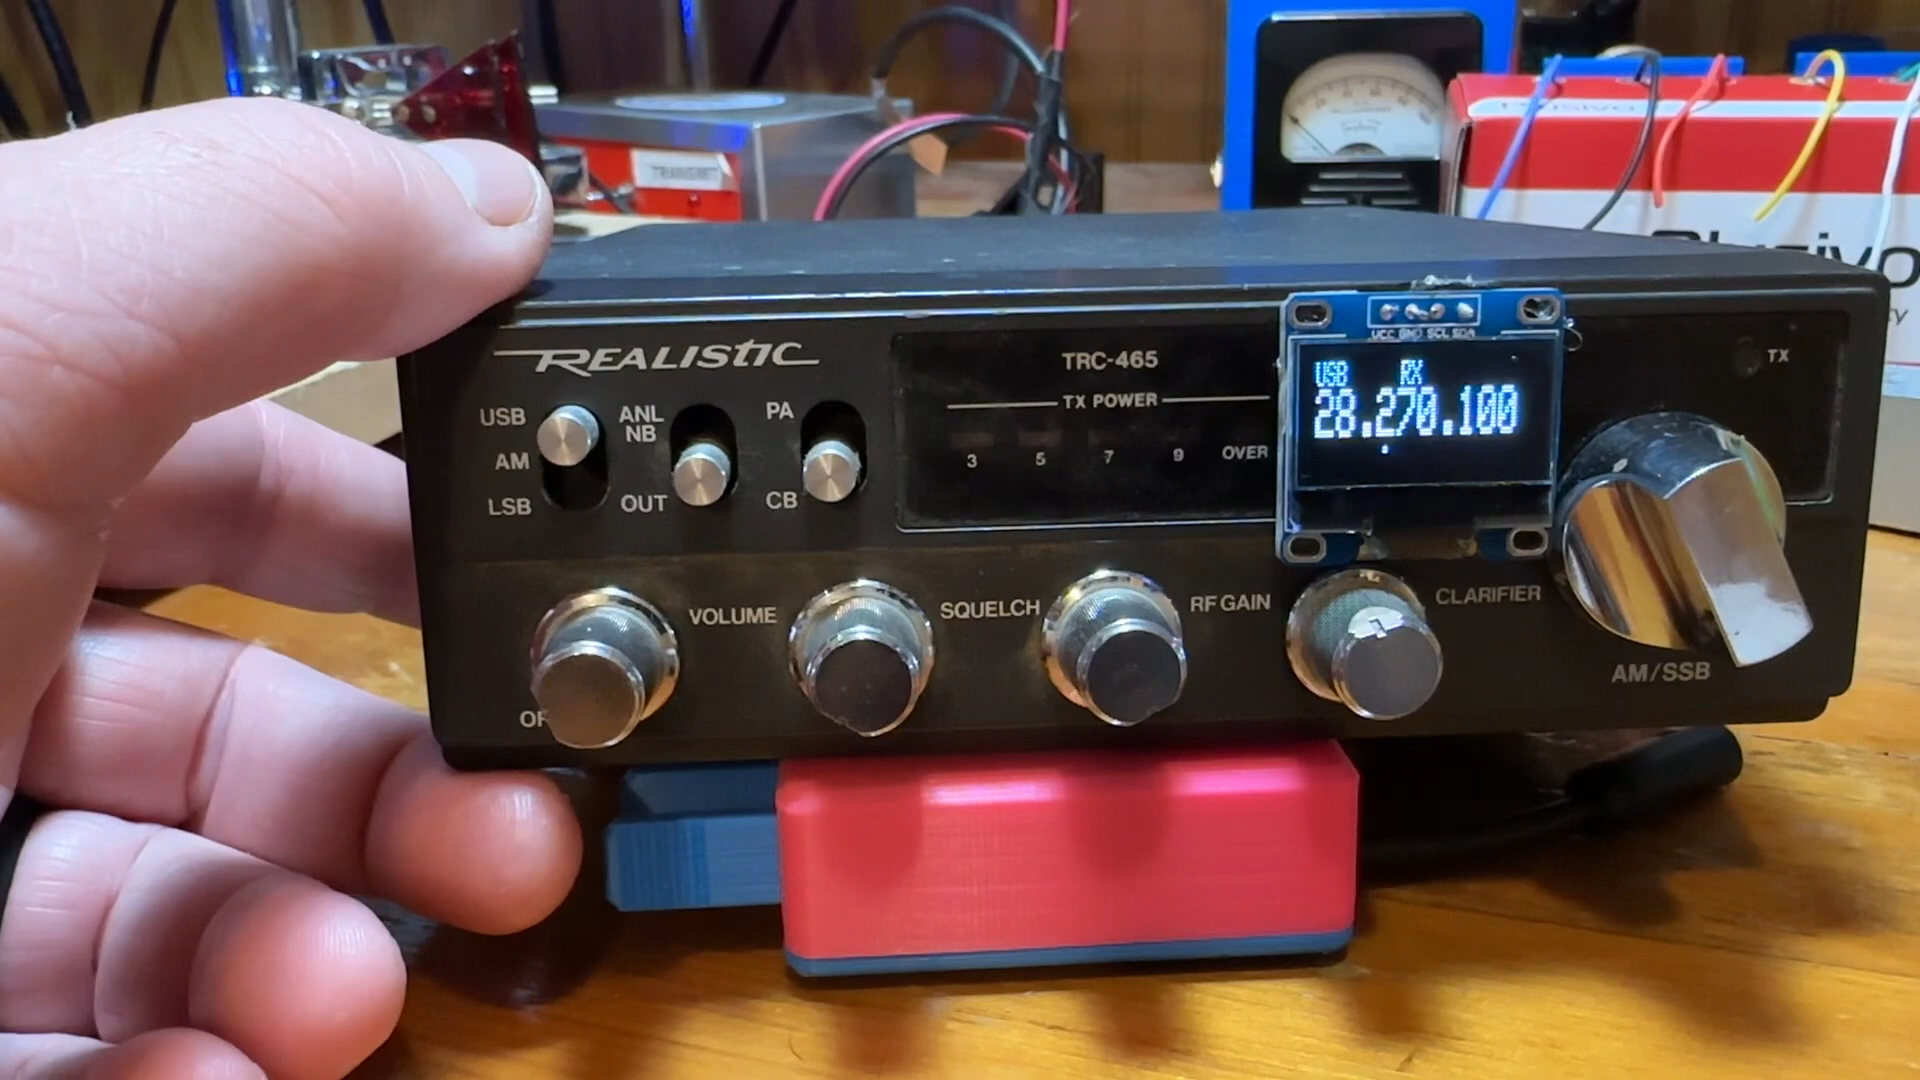 TRANSMIT
REALISTIC
TRC-465
TX
TX POWER
3 5 7 9 OVER
USB
AM
LSB
ANL
NB
OUT
PA
CB
VCC GND SCL SDA
USB RX
28.270.100
VOLUME
SQUELCH
RF GAIN
CLARIFIER
AM/SSB